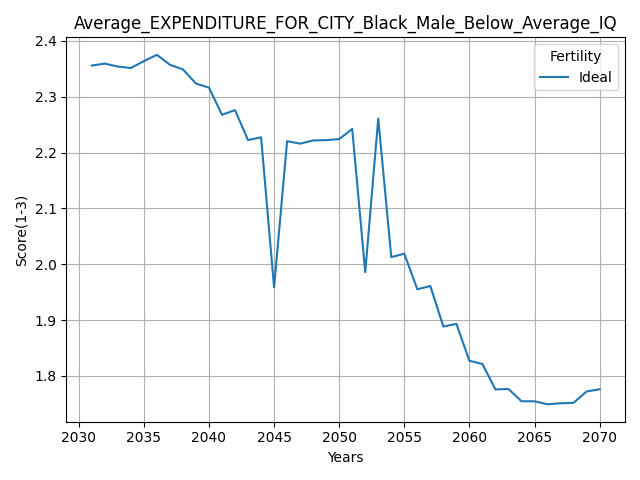 Average_EXPENDITURE_FOR_CITY_Black_Male_Below_Average_IQ
Fertility
Ideal
Score(1-3)
2.4
2.3
2.2
2.1
2.0
1.9
1.8
2030 2035 2040 2045 2050 2055 2060 2065 2070
Years